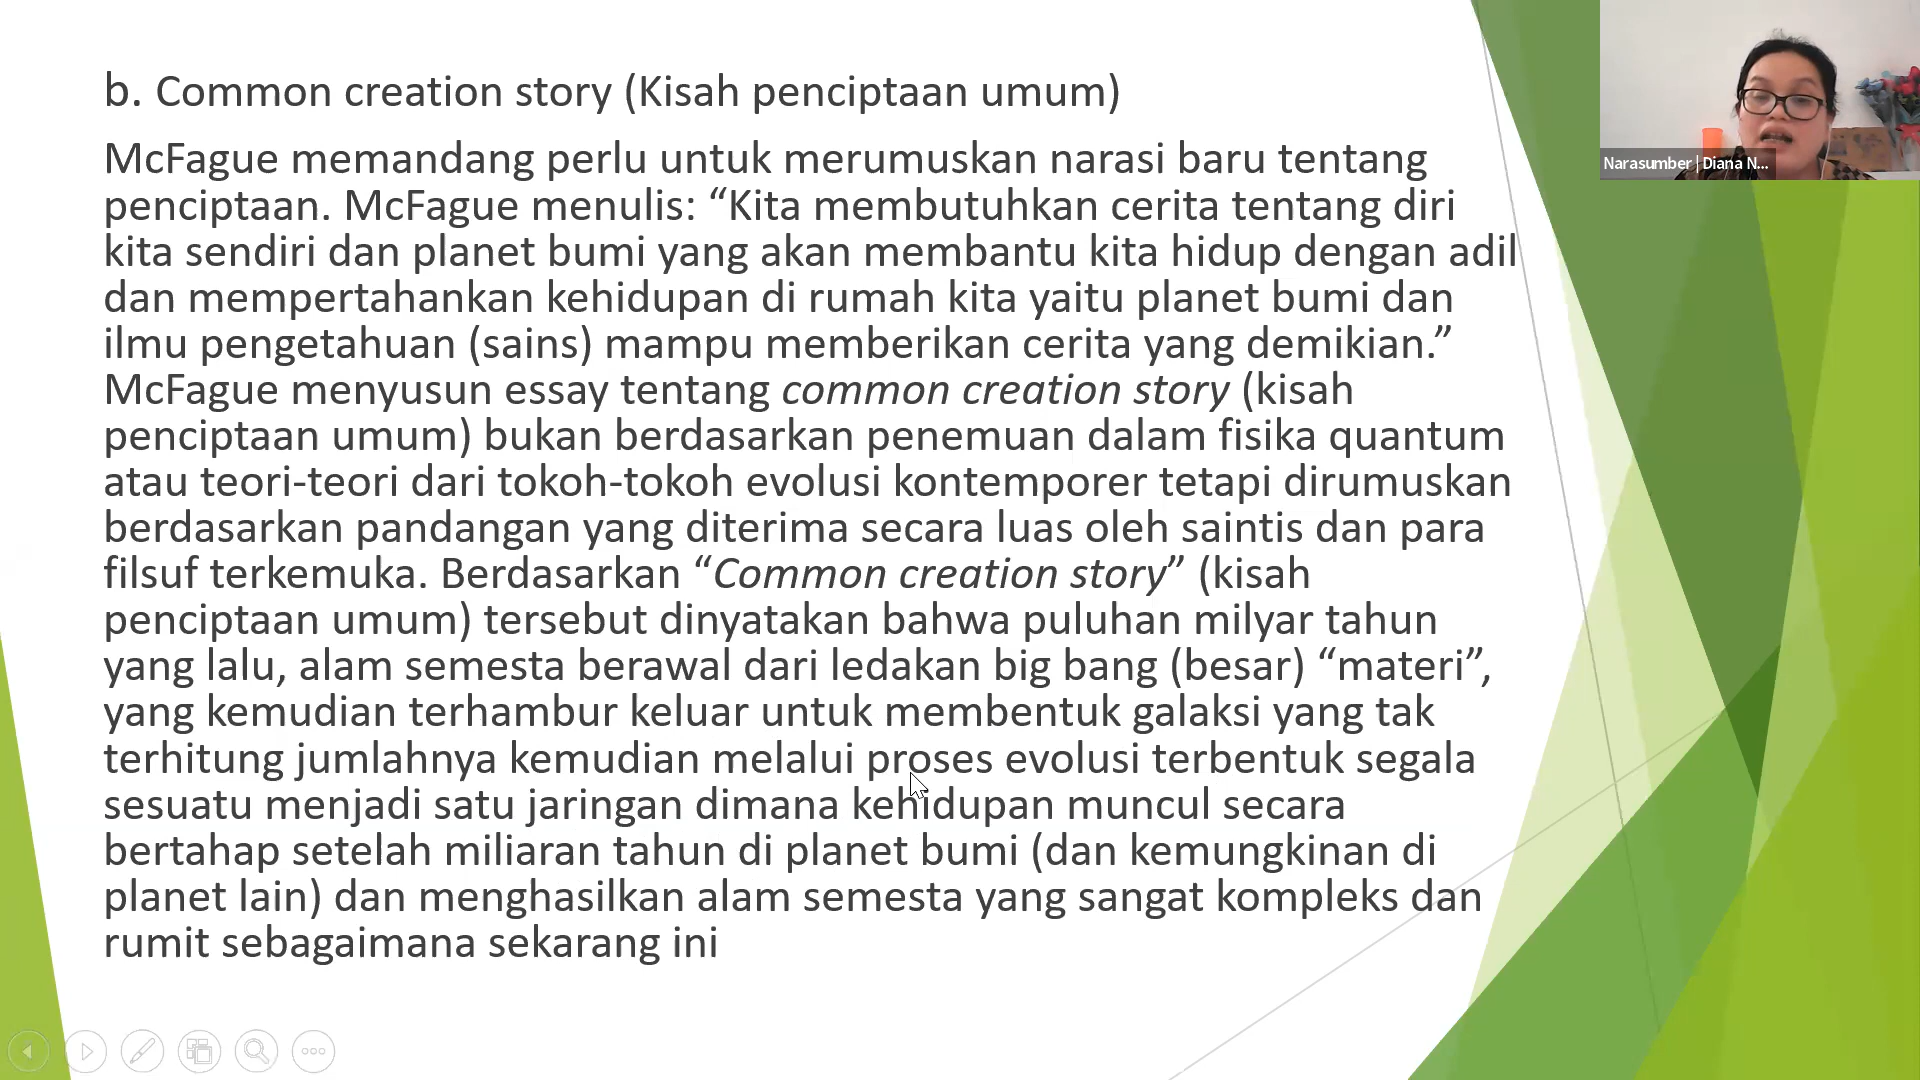 b. Common creation story (Kisah penciptaan umum)
McFague memandang perlu untuk merumuskan narasi baru tentang
penciptaan. McFague menulis: “Kita membutuhkan cerita tentang diri
kita sendiri dan planet bumi yang akan membantu kita hidup dengan adil
dan mempertahankan kehidupan di rumah kita yaitu planet bumi dan
ilmu pengetahuan (sains) mampu memberikan cerita yang demikian.”
McFague menyusun essay tentang common creation story (kisah
penciptaan umum) bukan berdasarkan penemuan dalam fisika quantum
atau teori-teori dari tokoh-tokoh evolusi kontemporer tetapi dirumuskan
berdasarkan pandangan yang diterima secara luas oleh saintis dan para
filsuf terkemuka. Berdasarkan “Common creation story” (kisah
penciptaan umum) tersebut dinyatakan bahwa puluhan milyar tahun
yang lalu, alam semesta berawal dari ledakan big bang (besar) “materi”,
yang kemudian terhambur keluar untuk membentuk galaksi yang tak
terhitung jumlahnya kemudian melalui proses evolusi terbentuk segala
sesuatu menjadi satu jaringan dimana kehidupan muncul secara
bertahap setelah miliaran tahun di planet bumi (dan kemungkinan di
planet lain) dan menghasilkan alam semesta yang sangat kompleks dan
rumit sebagaimana sekarang ini
Narasumber | Diana N...